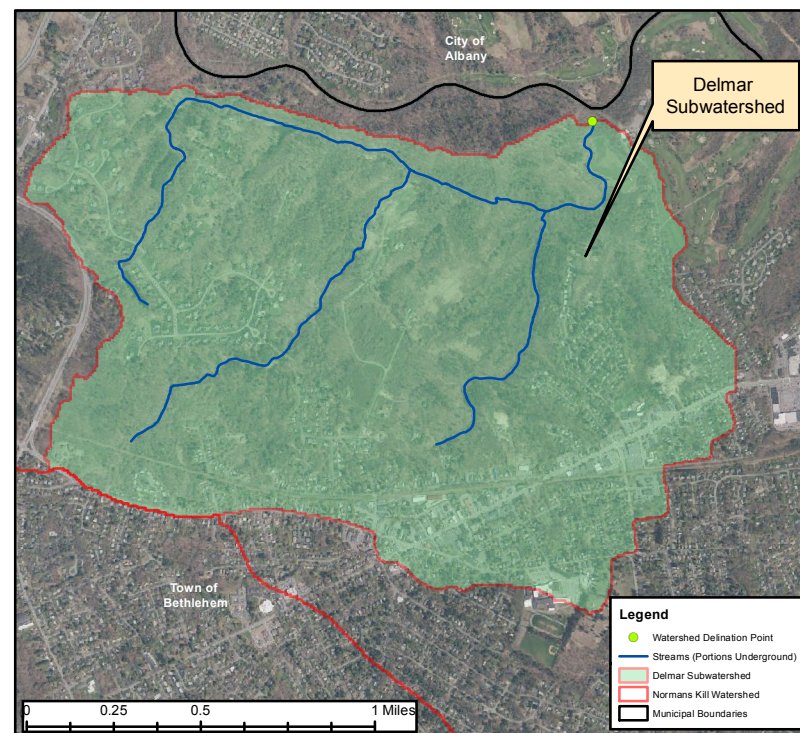 City of
Albany
Delmar
Subwatershed
Town of
Bethlehem
Legend
Watershed Delination Point
Streams (Portions Underground)
Delmar Subwatershed
Normans Kill Watershed
Municipal Boundaries
0 0.25 0.5 1 Miles